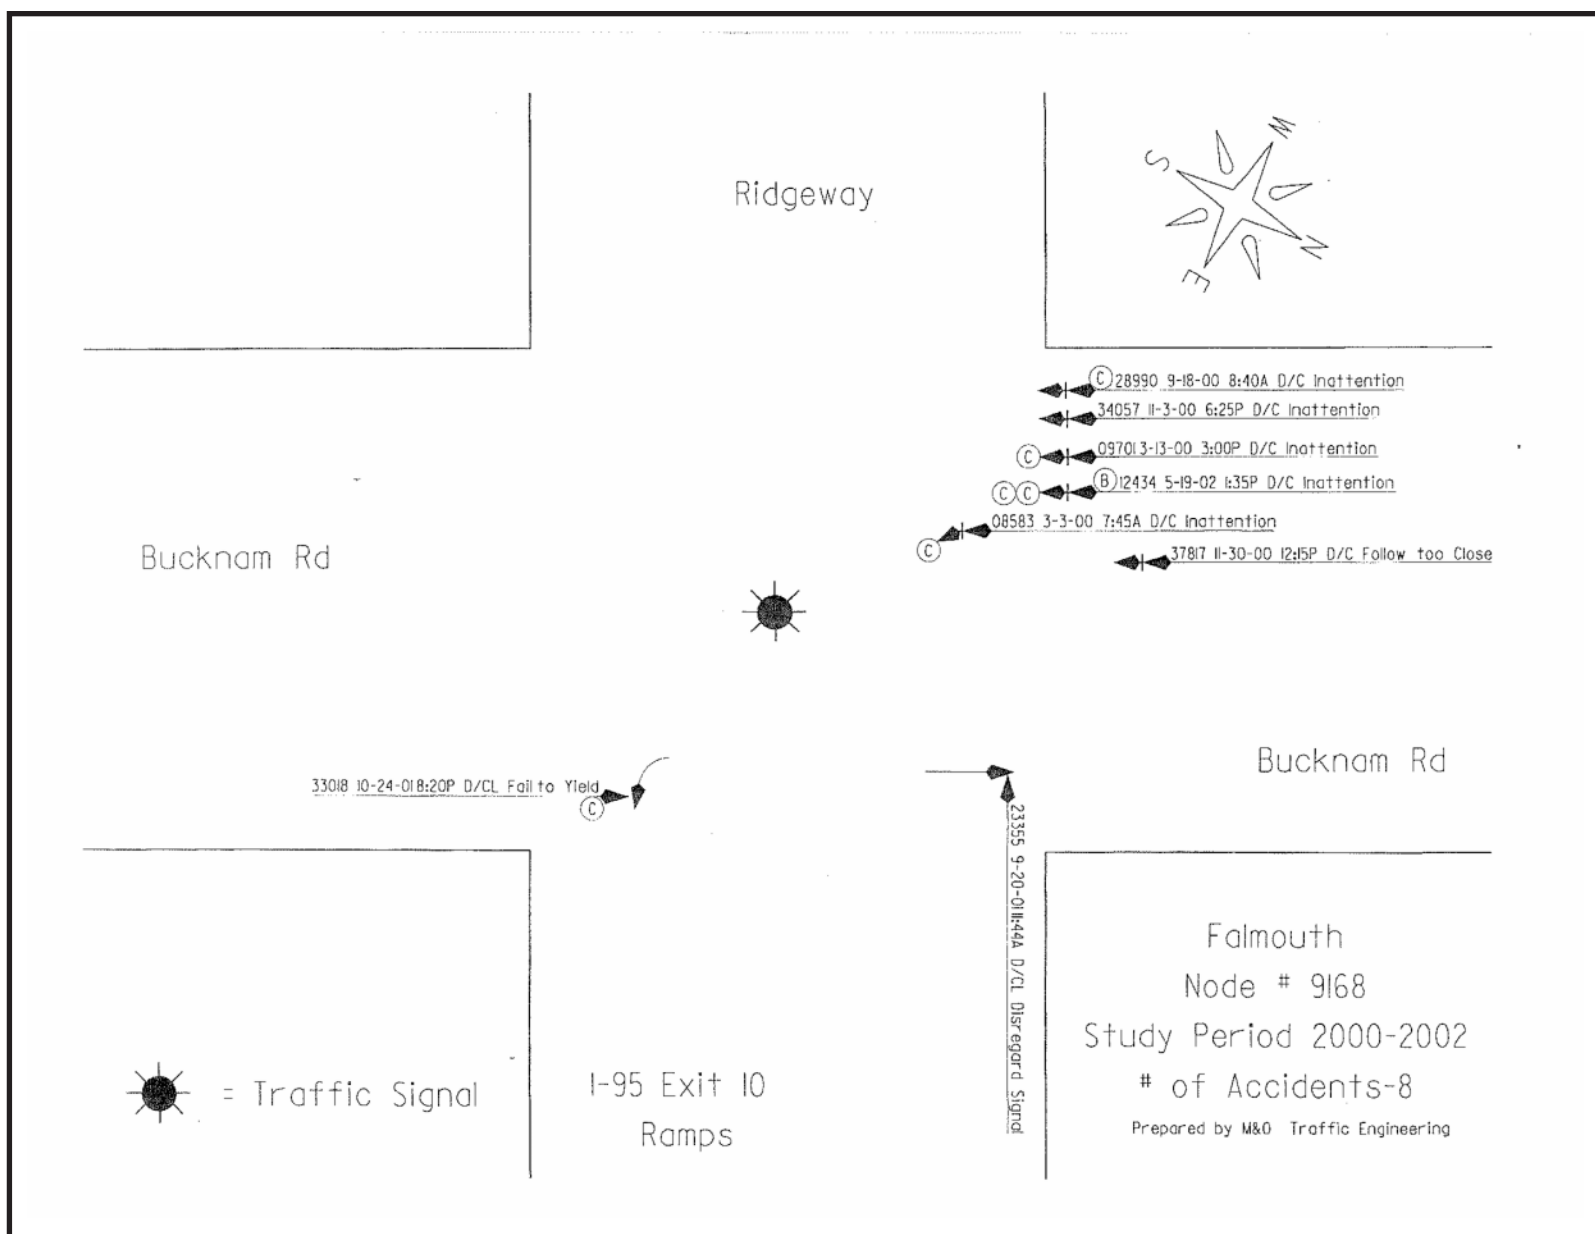 Ridgeway
S
W
N
E
C 28990 9-18-00 8:40A D/C Inattention
34057 11-3-00 6:25P D/C Inattention
C 09701 3-13-00 3:00P D/C Inattention
C C B 12434 5-19-02 1:35P D/C Inattention
08583 3-3-00 7:45A D/C Inattention
C
37817 11-30-00 12:15P D/C Follow too Close
Bucknam Rd
Bucknam Rd
33018 10-24-01 8:20P D/CL Fail to Yield
C
23355 9-20-01 11:44A D/CL Disregard Signal
Falmouth
Node # 9168
Study Period 2000-2002
# of Accidents-8
Prepared by M&O Traffic Engineering
= Traffic Signal
I-95 Exit 10
Ramps